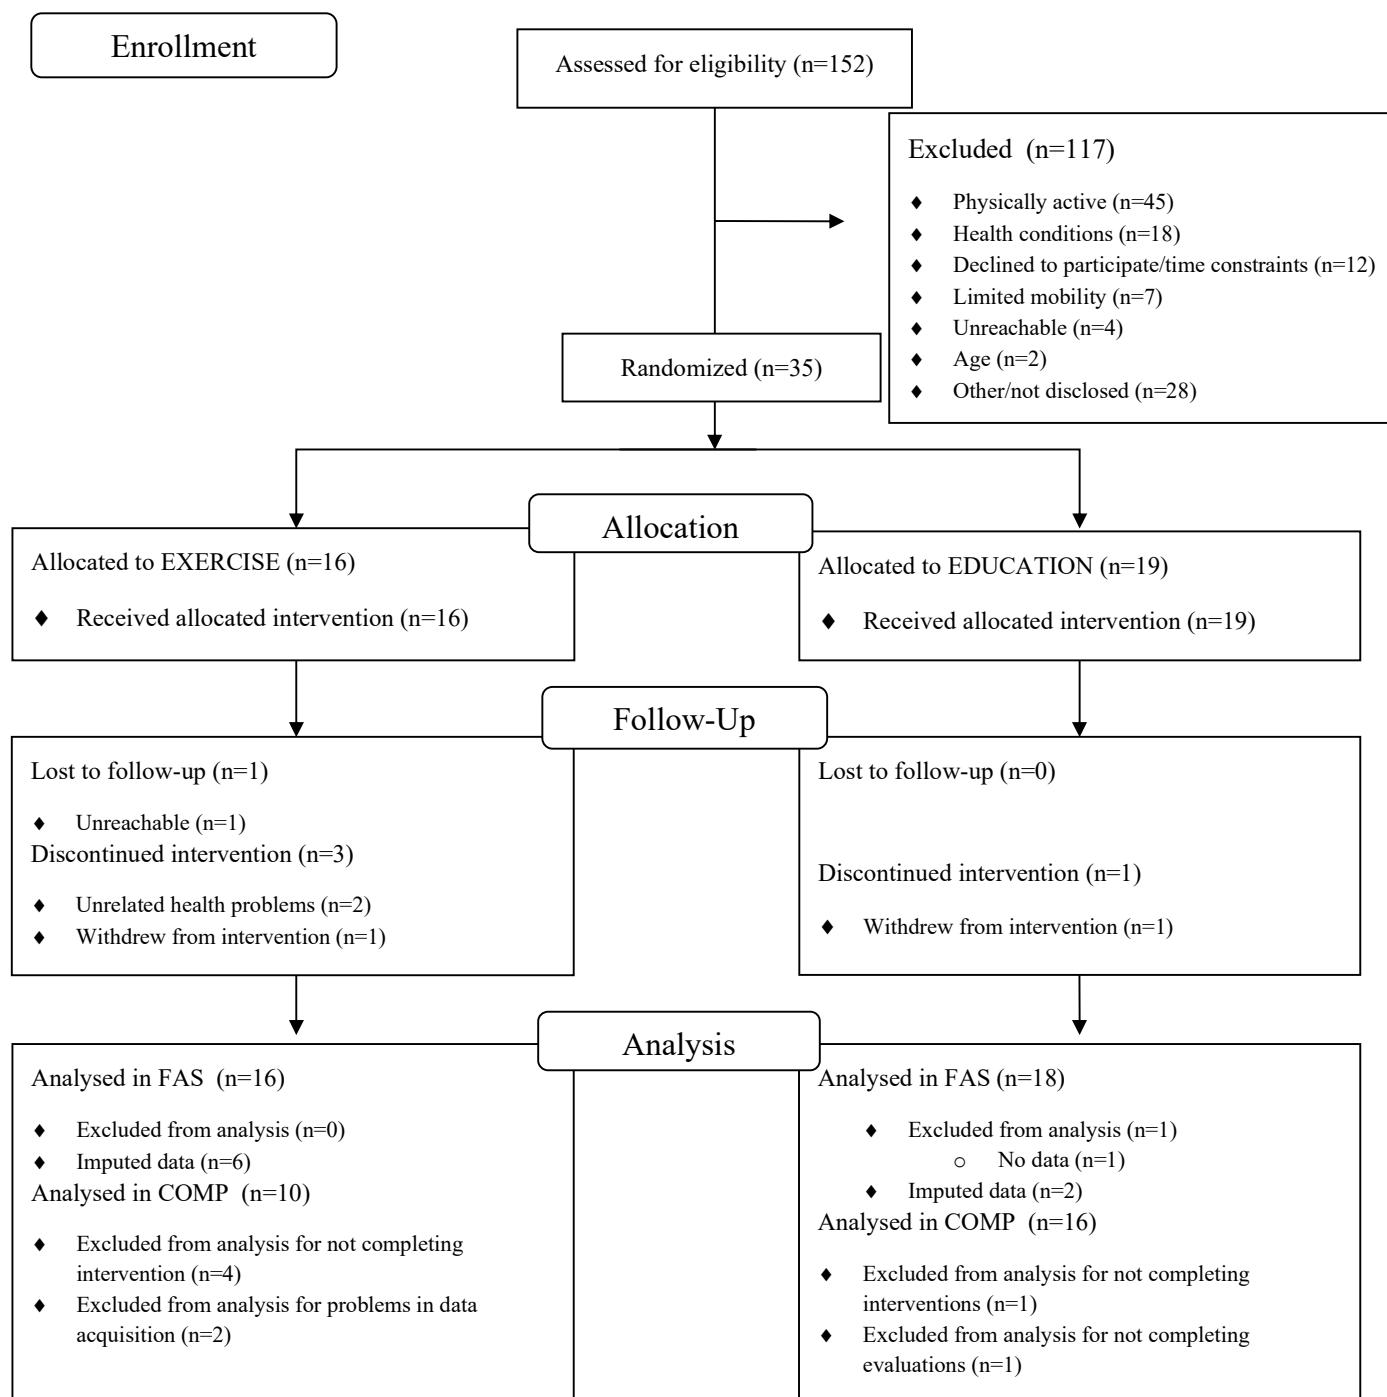 Enrollment
Assessed for eligibility (n=152)
Excluded (n=117)
♦ Physically active (n=45)
♦ Health conditions (n=18)
♦ Declined to participate/time constraints (n=12)
♦ Limited mobility (n=7)
♦ Unreachable (n=4)
♦ Age (n=2)
♦ Other/not disclosed (n=28)
Randomized (n=35)
Allocation
Allocated to EXERCISE (n=16)
♦ Received allocated intervention (n=16)
Allocated to EDUCATION (n=19)
♦ Received allocated intervention (n=19)
Follow-Up
Lost to follow-up (n=1)
♦ Unreachable (n=1)
Discontinued intervention (n=3)
♦ Unrelated health problems (n=2)
♦ Withdrew from intervention (n=1)
Lost to follow-up (n=0)
Discontinued intervention (n=1)
♦ Withdrew from intervention (n=1)
Analysis
Analysed in FAS (n=16)
♦ Excluded from analysis (n=0)
♦ Imputed data (n=6)
Analysed in COMP (n=10)
♦ Excluded from analysis for not completing
intervention (n=4)
♦ Excluded from analysis for problems in data
acquisition (n=2)
Analysed in FAS (n=18)
♦ Excluded from analysis (n=1)
o No data (n=1)
♦ Imputed data (n=2)
Analysed in COMP (n=16)
♦ Excluded from analysis for not completing
interventions (n=1)
♦ Excluded from analysis for not completing
evaluations (n=1)